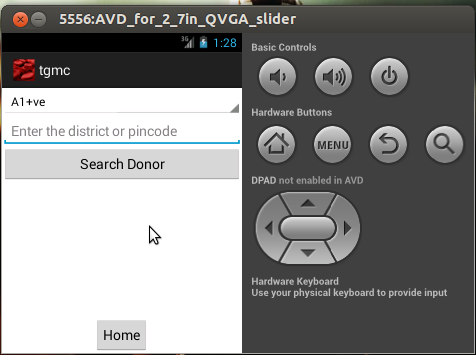 5556:AVD_for_2_7in_QVGA_slider
3G 1:28
tgmc
A1+ve
Enter the district or pincode
Search Donor
Home
Basic Controls
Hardware Buttons
MENU
DPAD not enabled in AVD
Hardware Keyboard
Use your physical keyboard to provide input